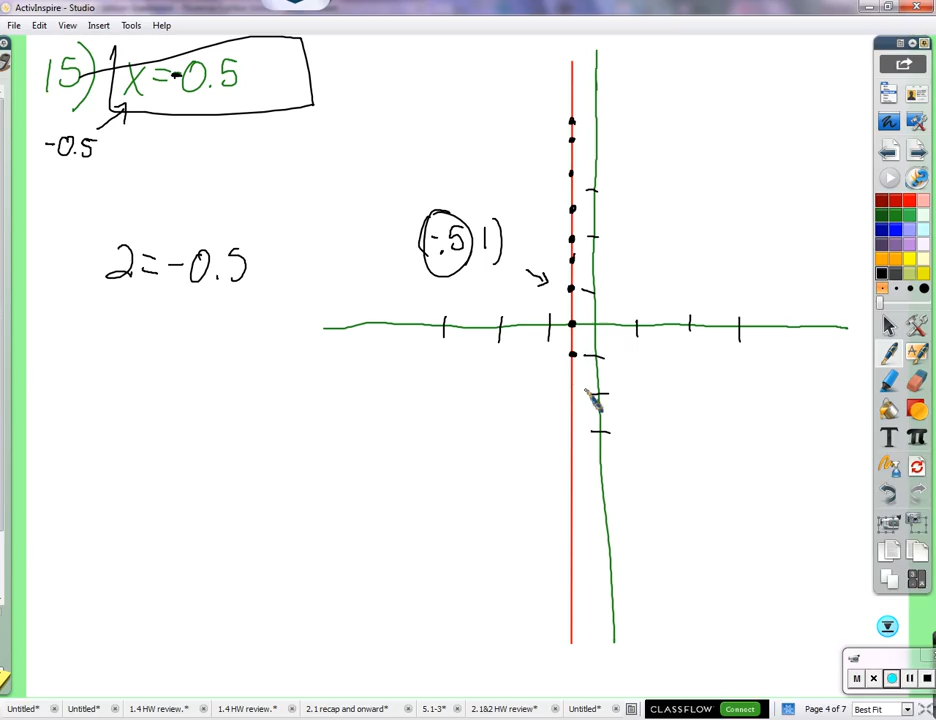 ActivInspire - Studio
File Edit View Insert Tools Help
15) x=-0.5
-0.5
(-.5 1)
2=-0.5
M
Untitled* Untitled* 1.4 HW review.* 1.4 HW review.* 2.1 recap and onward* 5.1-3* 2.1&2 HW review* Untitled* CLASSFLOW Connect Page 4 of 7 Best Fit